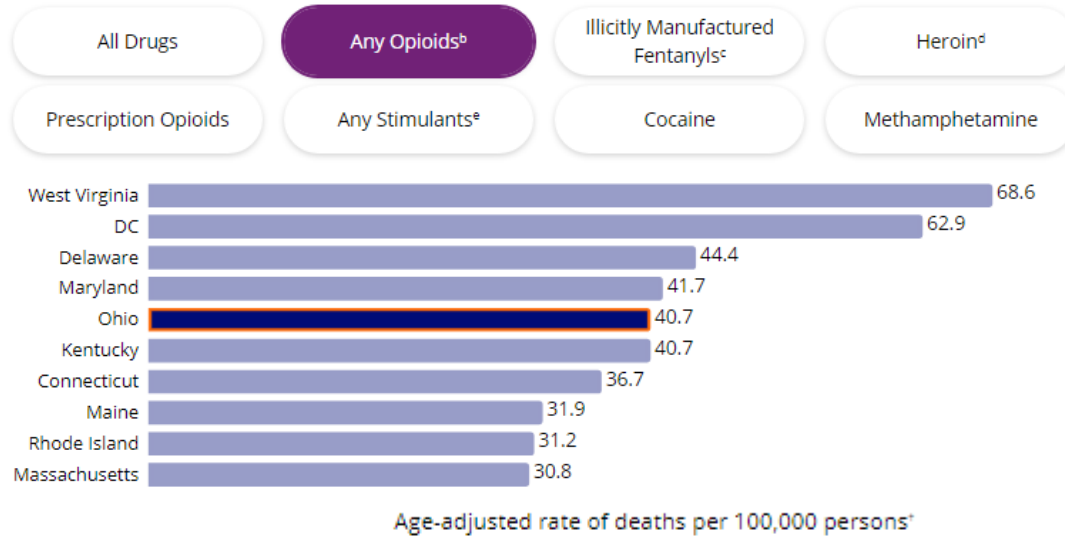 All Drugs
Any Opioidsᵇ
Illicitly Manufactured
Fentanylsᶜ
Heroinᵈ
Prescription Opioids
Any Stimulantsᵉ
Cocaine
Methamphetamine
West Virginia 68.6
DC 62.9
Delaware 44.4
Maryland 41.7
Ohio 40.7
Kentucky 40.7
Connecticut 36.7
Maine 31.9
Rhode Island 31.2
Massachusetts 30.8
Age-adjusted rate of deaths per 100,000 persons⁺